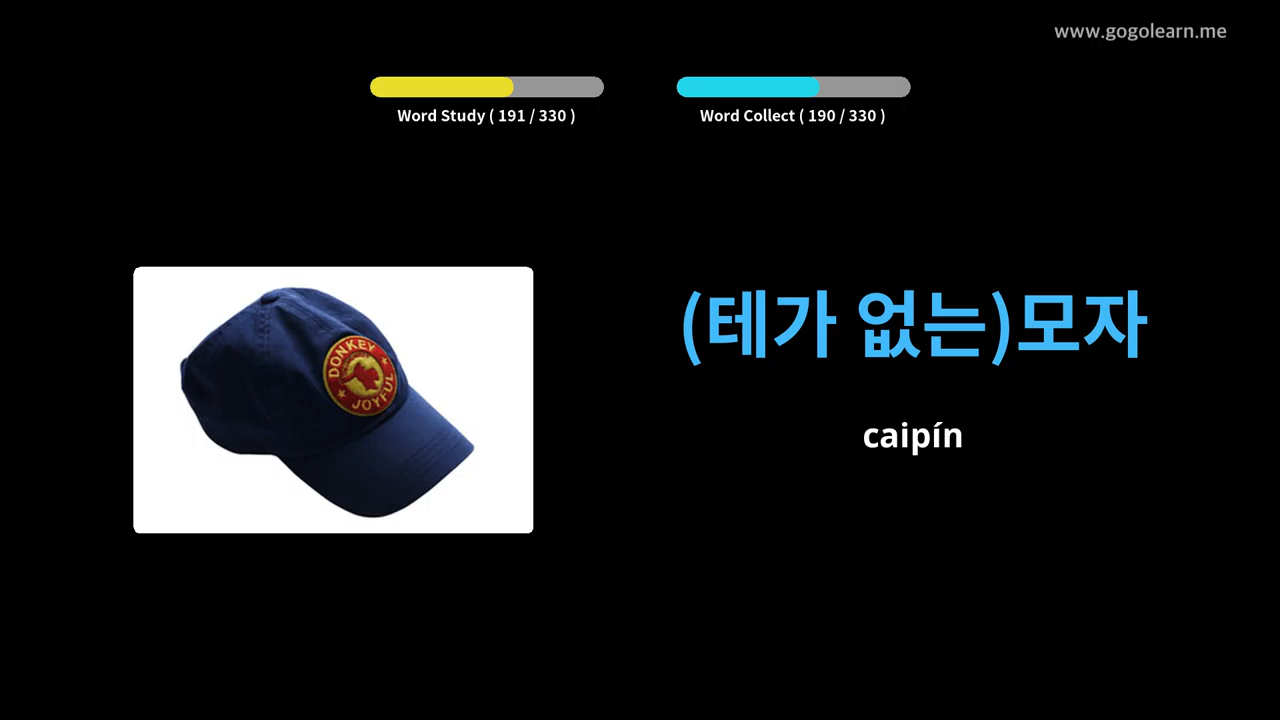 www.gogolearn.me
Word Study ( 191 / 330 )
Word Collect ( 190 / 330 )
DONKEY
JOYFUL
(테가 없는)모자
caipín